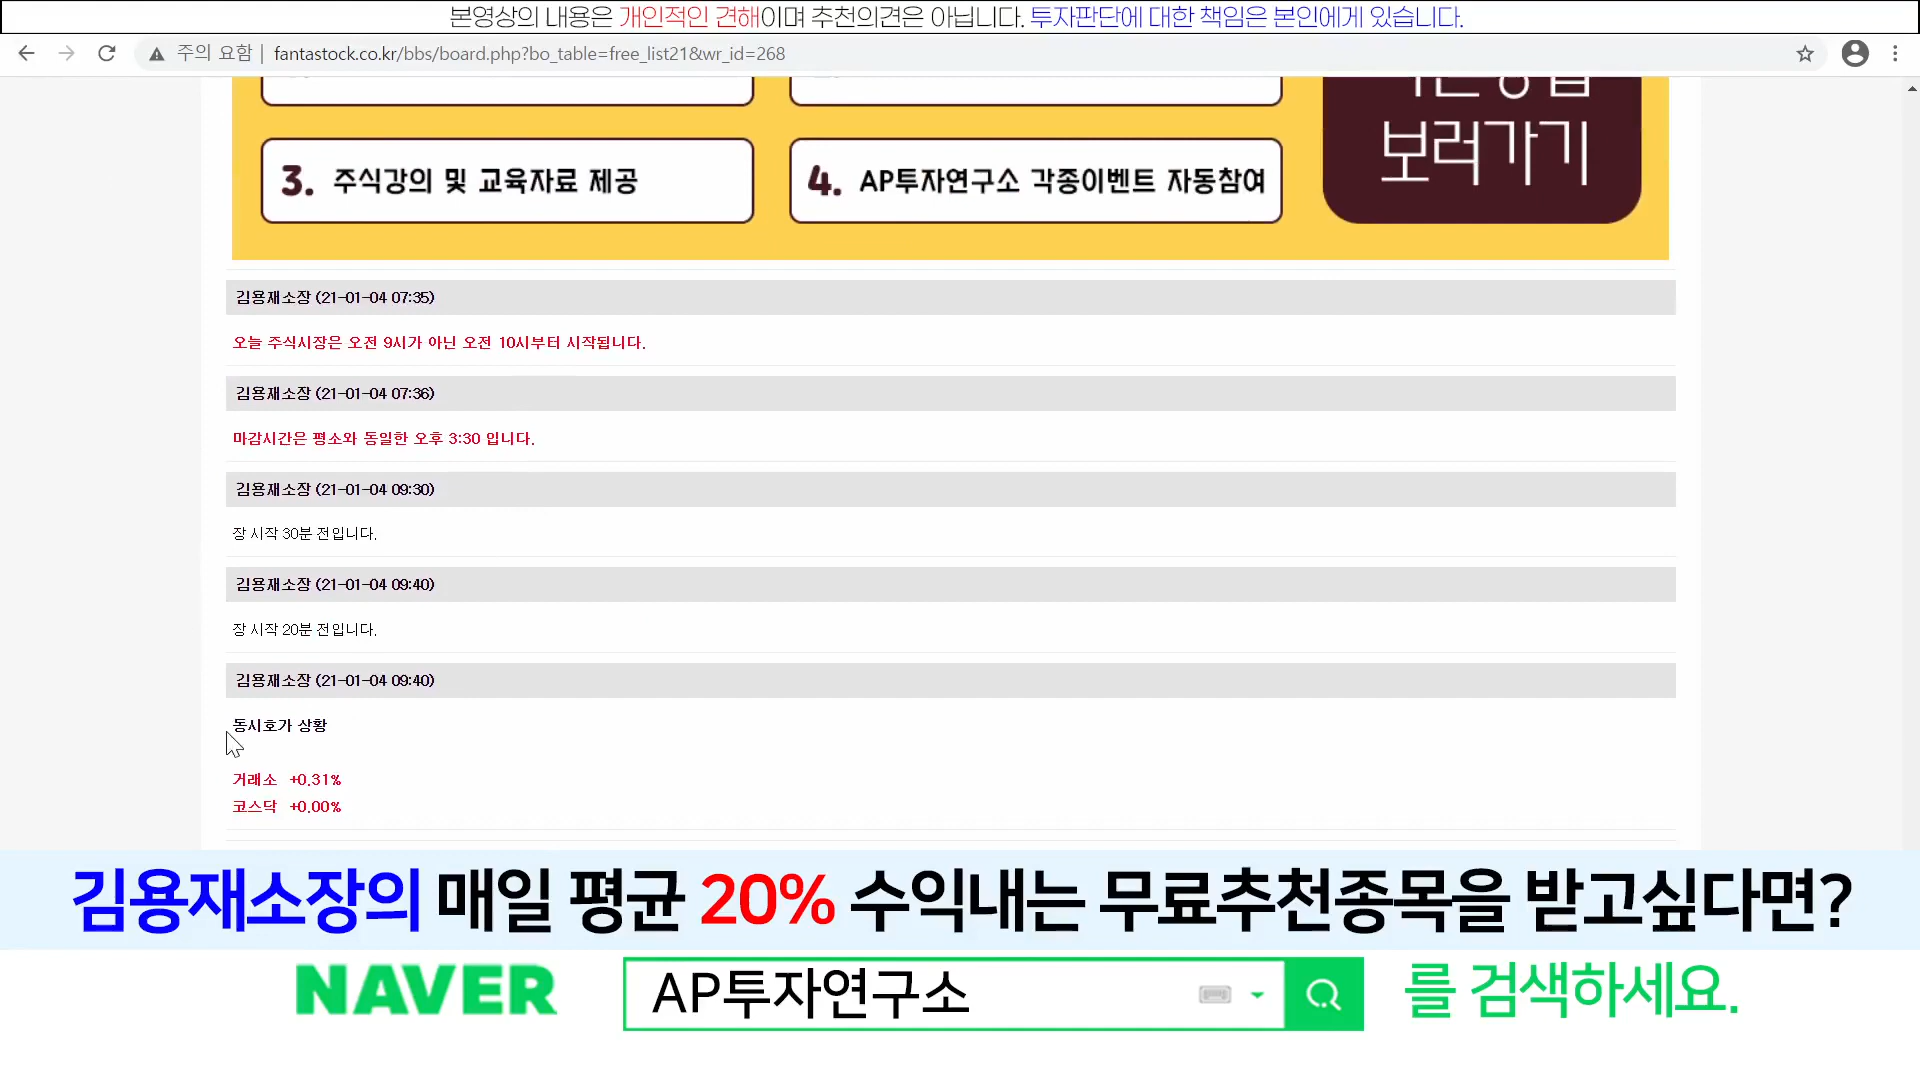 본영상의 내용은 개인적인 견해이며 추천의견은 아닙니다. 투자판단에 대한 책임은 본인에게 있습니다.
주의 요함 | fantastock.co.kr/bbs/board.php?bo_table=free_list21&wr_id=268
보러가기
3. 주식강의 및 교육자료 제공
4. AP투자연구소 각종이벤트 자동참여
김용재소장 (21-01-04 07:35)
오늘 주식시장은 오전 9시가 아닌 오전 10시부터 시작됩니다.
김용재소장 (21-01-04 07:36)
마감시간은 평소와 동일한 오후 3:30 입니다.
김용재소장 (21-01-04 09:30)
장 시작 30분 전입니다.
김용재소장 (21-01-04 09:40)
장 시작 20분 전입니다.
김용재소장 (21-01-04 09:40)
동시호가 상황
거래소 +0.31%
코스닥 +0.00%
김용재소장의 매일 평균 20% 수익내는 무료추천종목을 받고싶다면?
NAVER AP투자연구소 를 검색하세요.